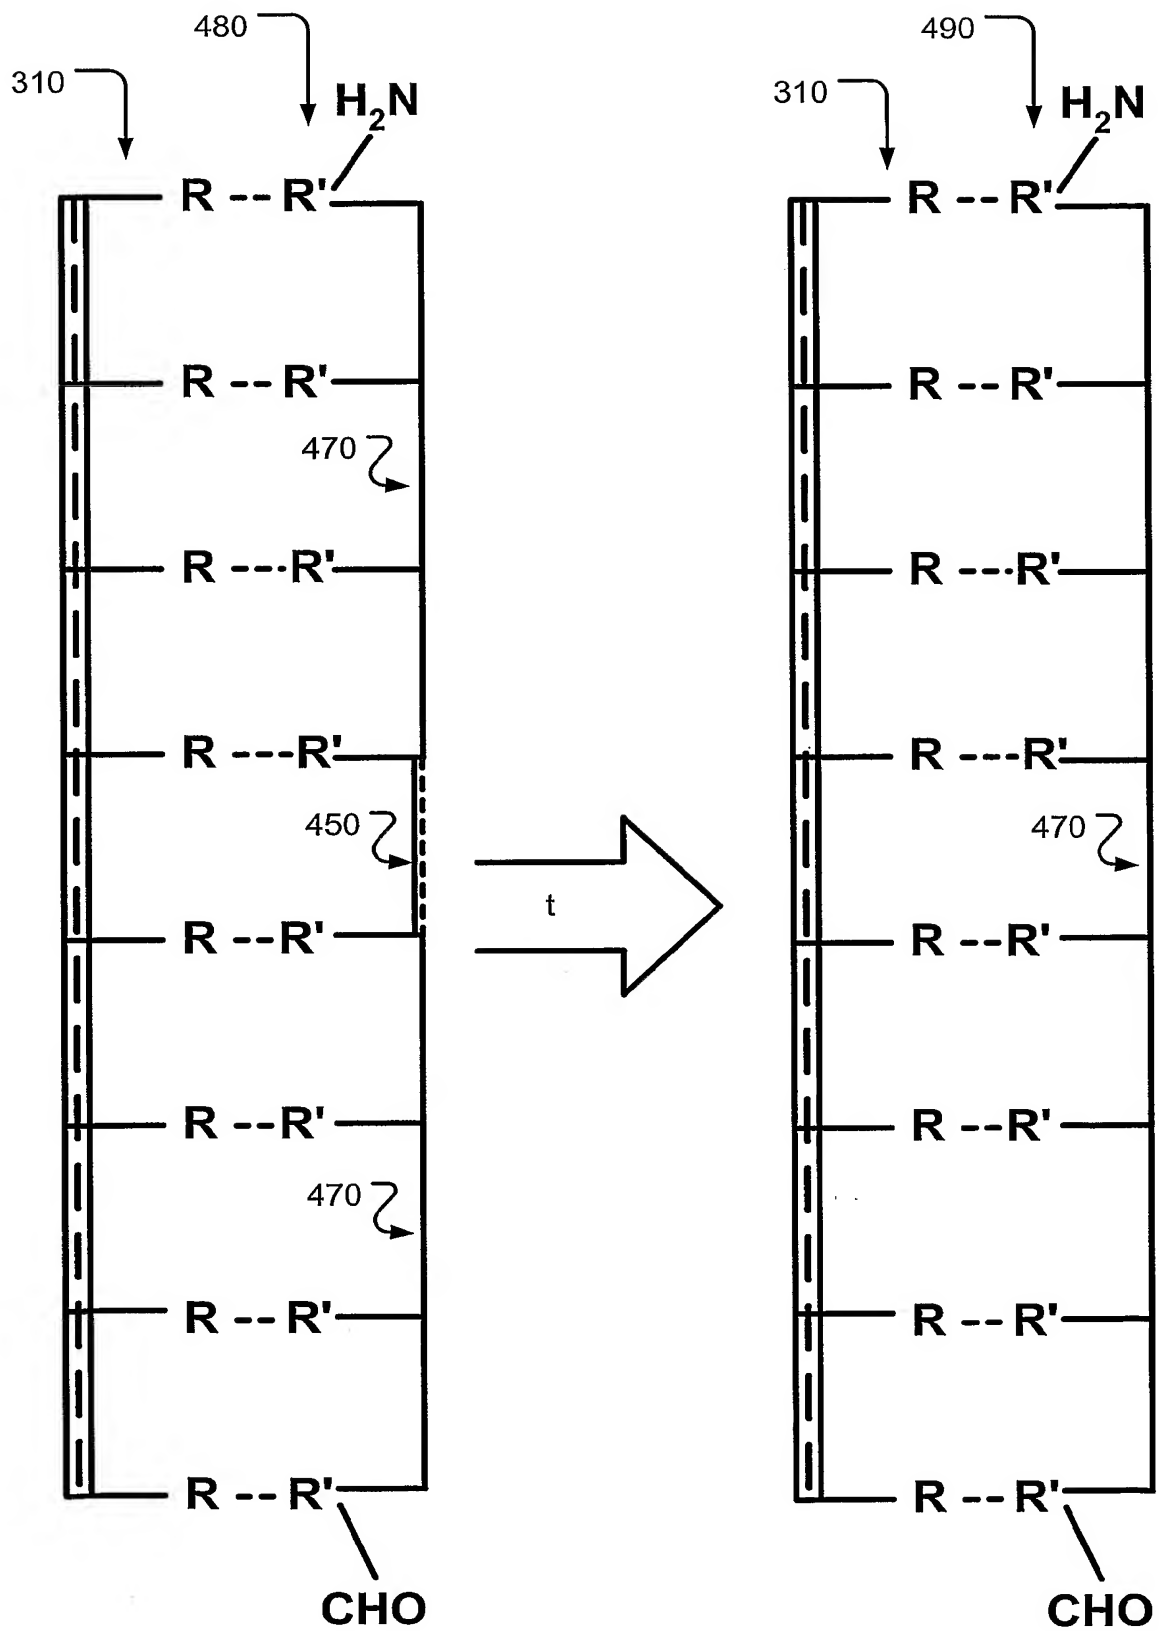 480
490
310
310
H2N
H2N
R -- R'
R -- R'
R -- R'
R -- R'
470
R --- R'
R --- R'
R --- R'
R --- R'
450
470
t
R -- R'
R -- R'
R -- R'
R -- R'
470
R -- R'
R -- R'
R -- R'
R -- R'
CHO
CHO